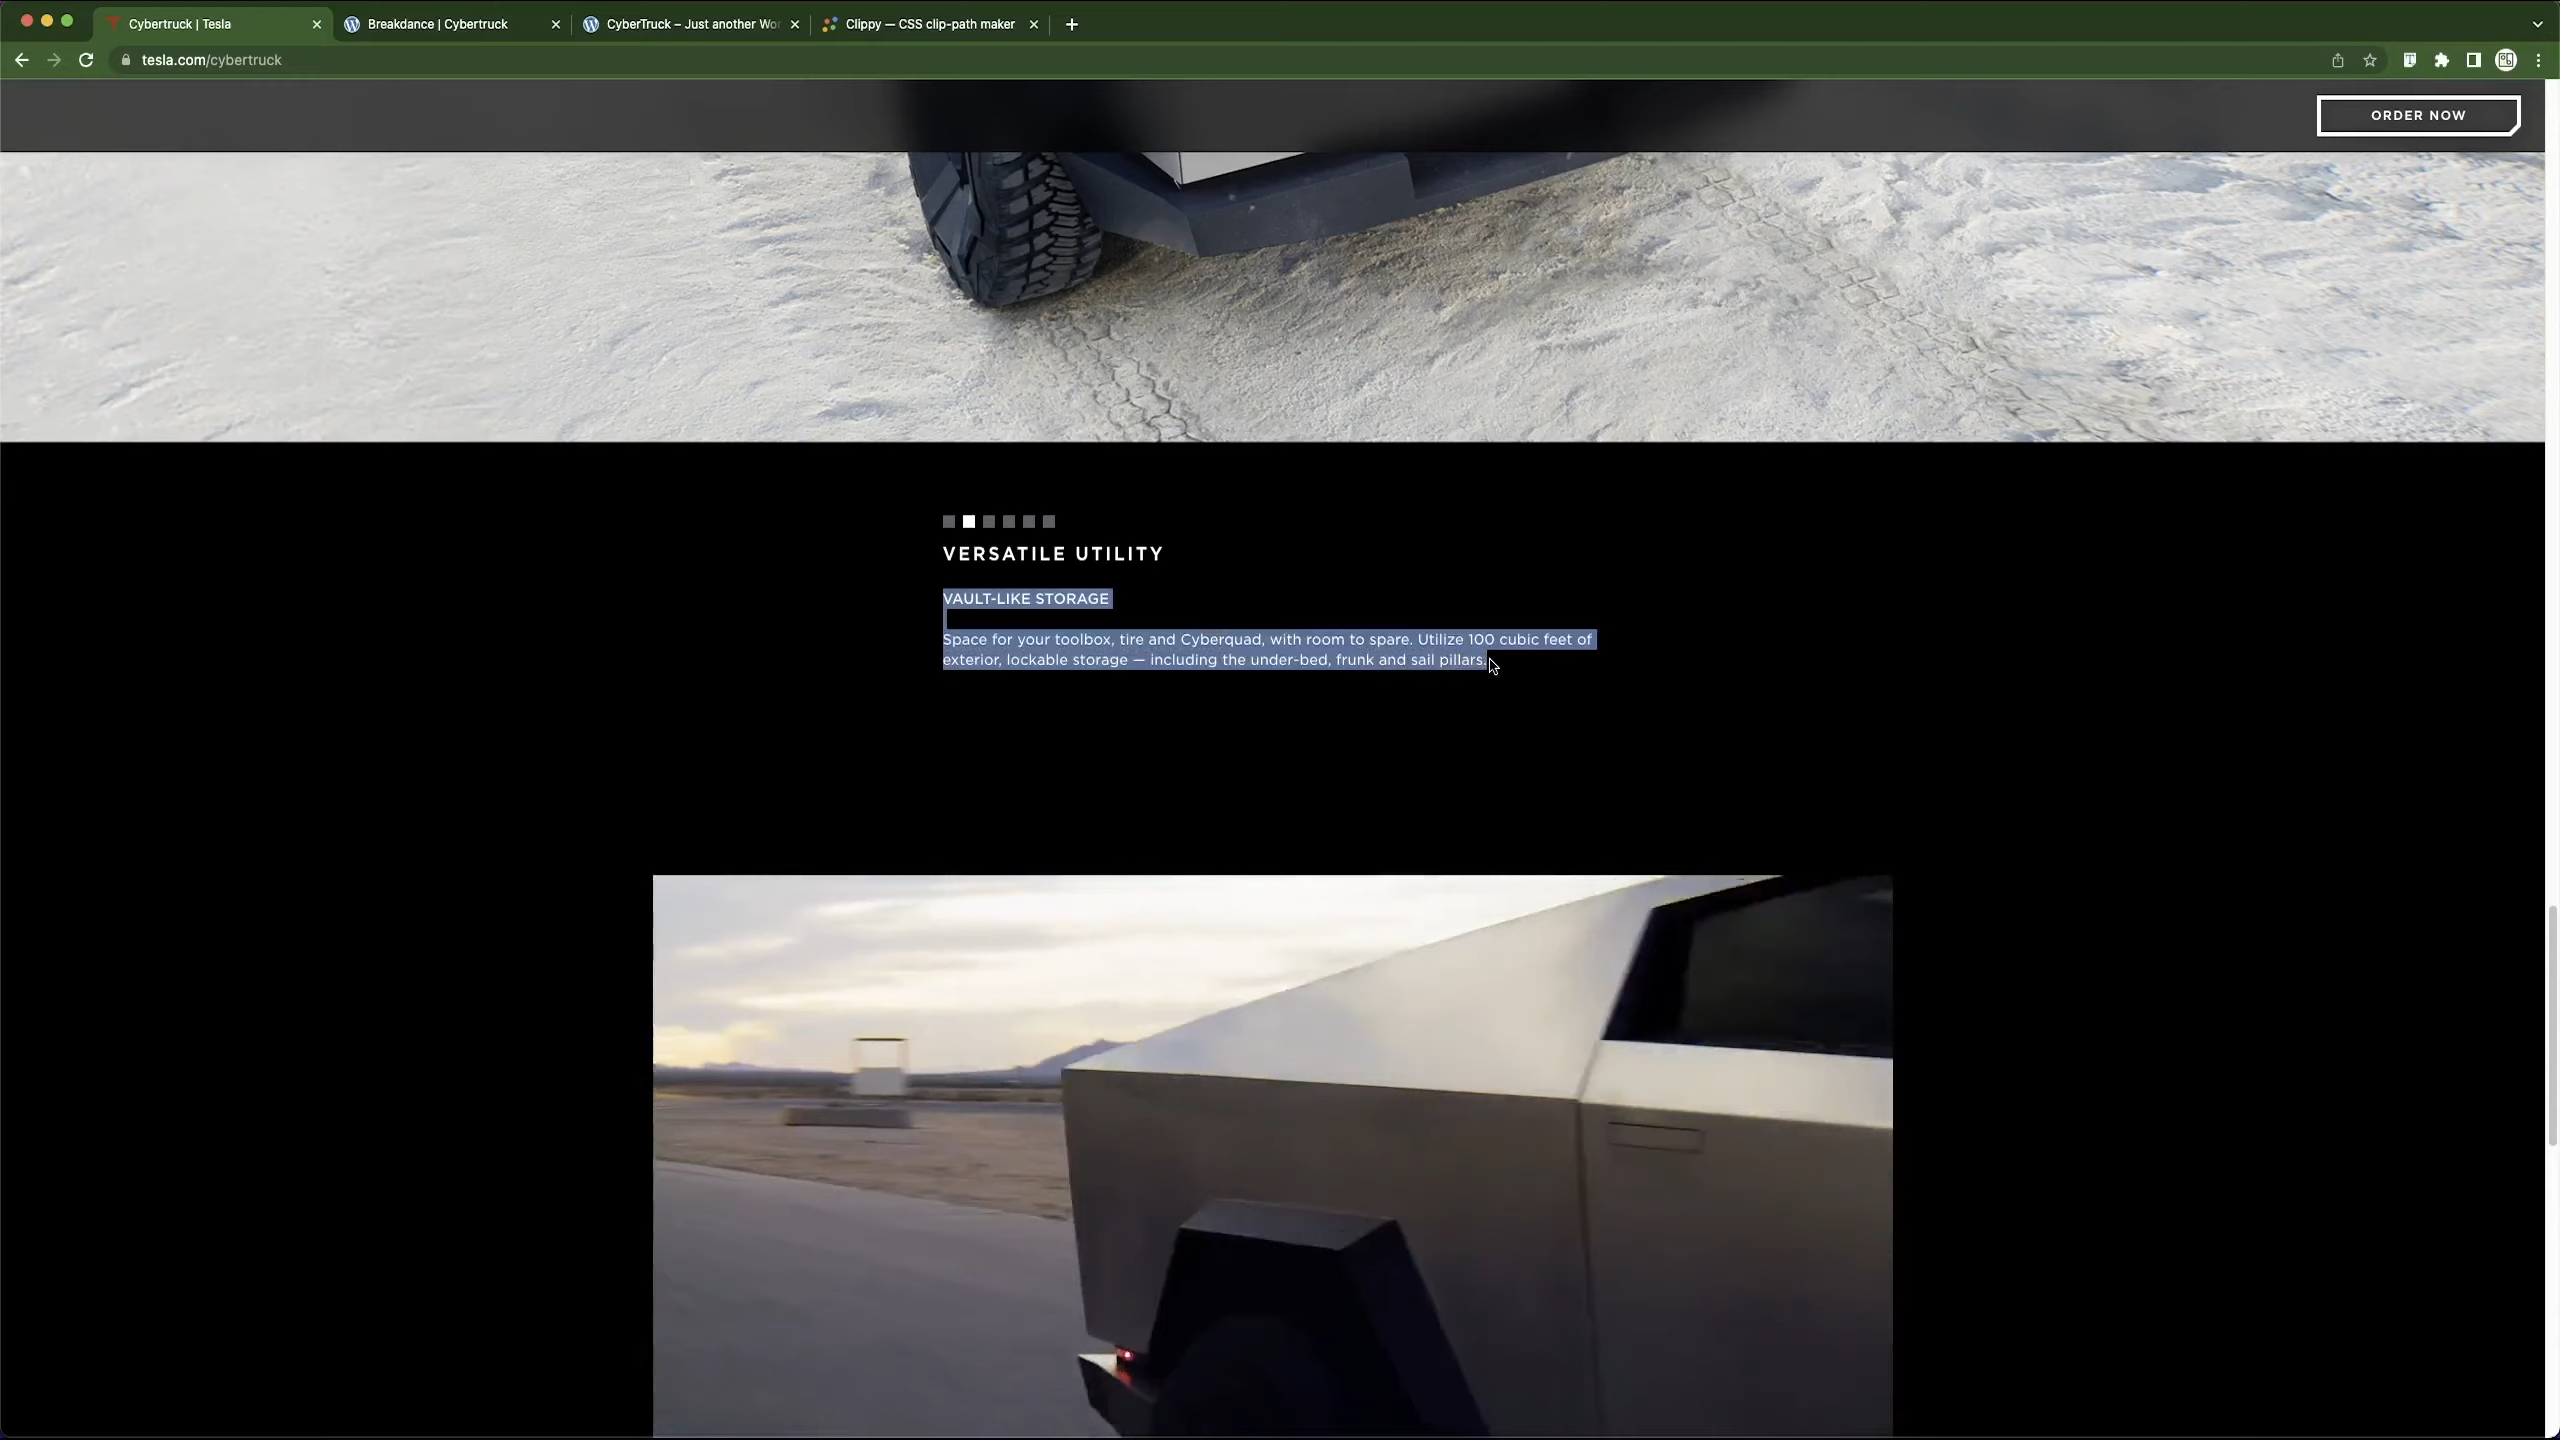 Cybertruck | Tesla
Breakdance | Cybertruck
CyberTruck – Just another Wor
Clippy — CSS clip-path maker
tesla.com/cybertruck
ORDER NOW
VERSATILE UTILITY
VAULT-LIKE STORAGE
Space for your toolbox, tire and Cyberquad, with room to spare. Utilize 100 cubic feet of
exterior, lockable storage — including the under-bed, frunk and sail pillars.